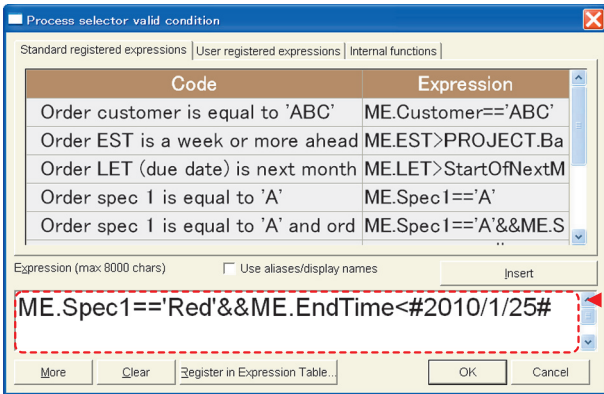 Process selector valid condition
Standard registered expressions User registered expressions Internal functions
Code Expression
Order customer is equal to 'ABC' ME.Customer=='ABC'
Order EST is a week or more ahead ME.EST>PROJECT.Ba
Order LET (due date) is next month ME.LET>StartOfNextM
Order spec 1 is equal to 'A' ME.Spec1=='A'
Order spec 1 is equal to 'A' and ord ME.Spec1=='A'&&ME.S
Expression (max 8000 chars) Use aliases/display names Insert
ME.Spec1=='Red'&&ME.EndTime<#2010/1/25#
More Clear Register in Expression Table... OK Cancel